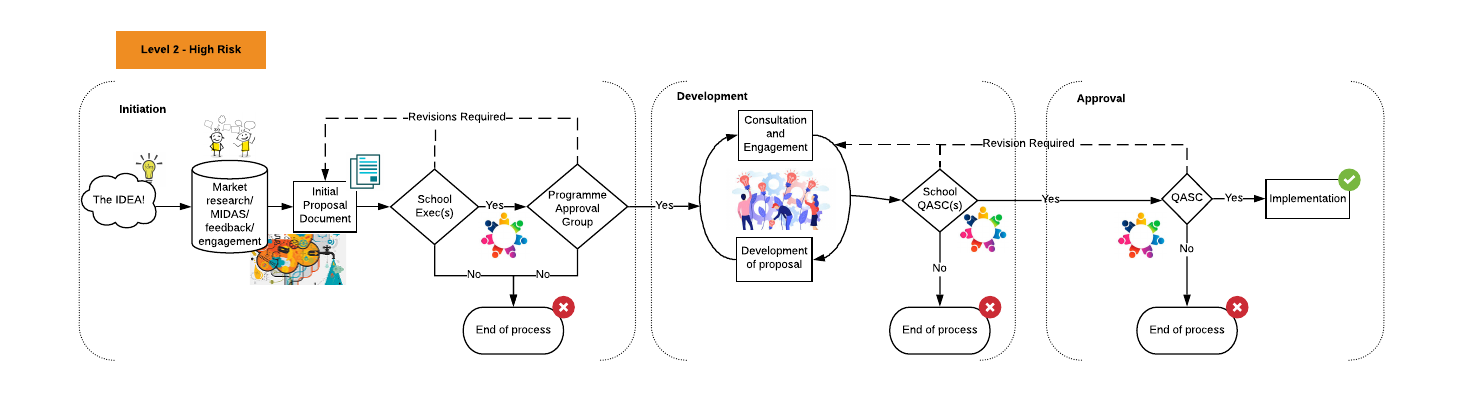 Level 2 - High Risk
Initiation
The IDEA!
idea
Market
research/
MIDAS/
feedback/
engagement
Initial
Proposal
Document
Revisions Required
School
Exec(s)
Yes
Programme
Approval
Group
No
No
End of process
Yes
Development
Consultation
and
Engagement
Development
of proposal
Revision Required
School
QASC(s)
No
End of process
Yes
Approval
QASC
Yes
Implementation
No
End of process